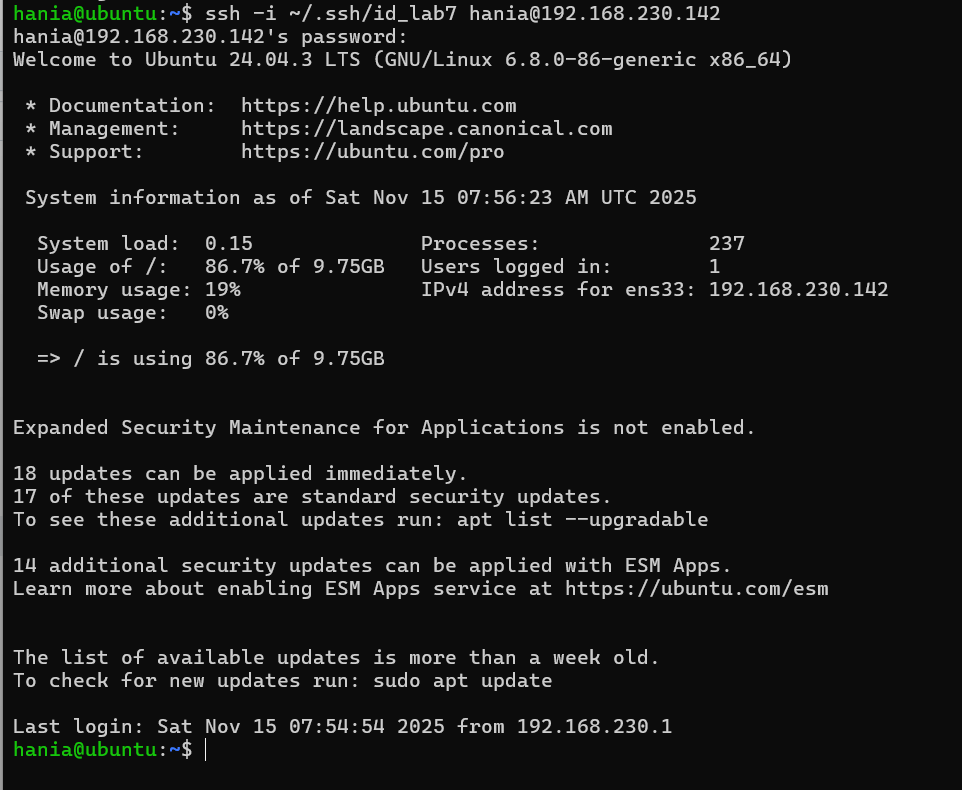 hania@ubuntu:~$ ssh -i ~/.ssh/id_lab7 hania@192.168.230.142
hania@192.168.230.142's password:
Welcome to Ubuntu 24.04.3 LTS (GNU/Linux 6.8.0-86-generic x86_64)
* Documentation:  https://help.ubuntu.com
* Management:     https://landscape.canonical.com
* Support:        https://ubuntu.com/pro
System information as of Sat Nov 15 07:56:23 AM UTC 2025
System load:  0.15              Processes:              237
Usage of /:   86.7% of 9.75GB   Users logged in:        1
Memory usage: 19%               IPv4 address for ens33: 192.168.230.142
Swap usage:   0%
=> / is using 86.7% of 9.75GB
Expanded Security Maintenance for Applications is not enabled.
18 updates can be applied immediately.
17 of these updates are standard security updates.
To see these additional updates run: apt list --upgradable
14 additional security updates can be applied with ESM Apps.
Learn more about enabling ESM Apps service at https://ubuntu.com/esm
The list of available updates is more than a week old.
To check for new updates run: sudo apt update
Last login: Sat Nov 15 07:54:54 2025 from 192.168.230.1
hania@ubuntu:~$